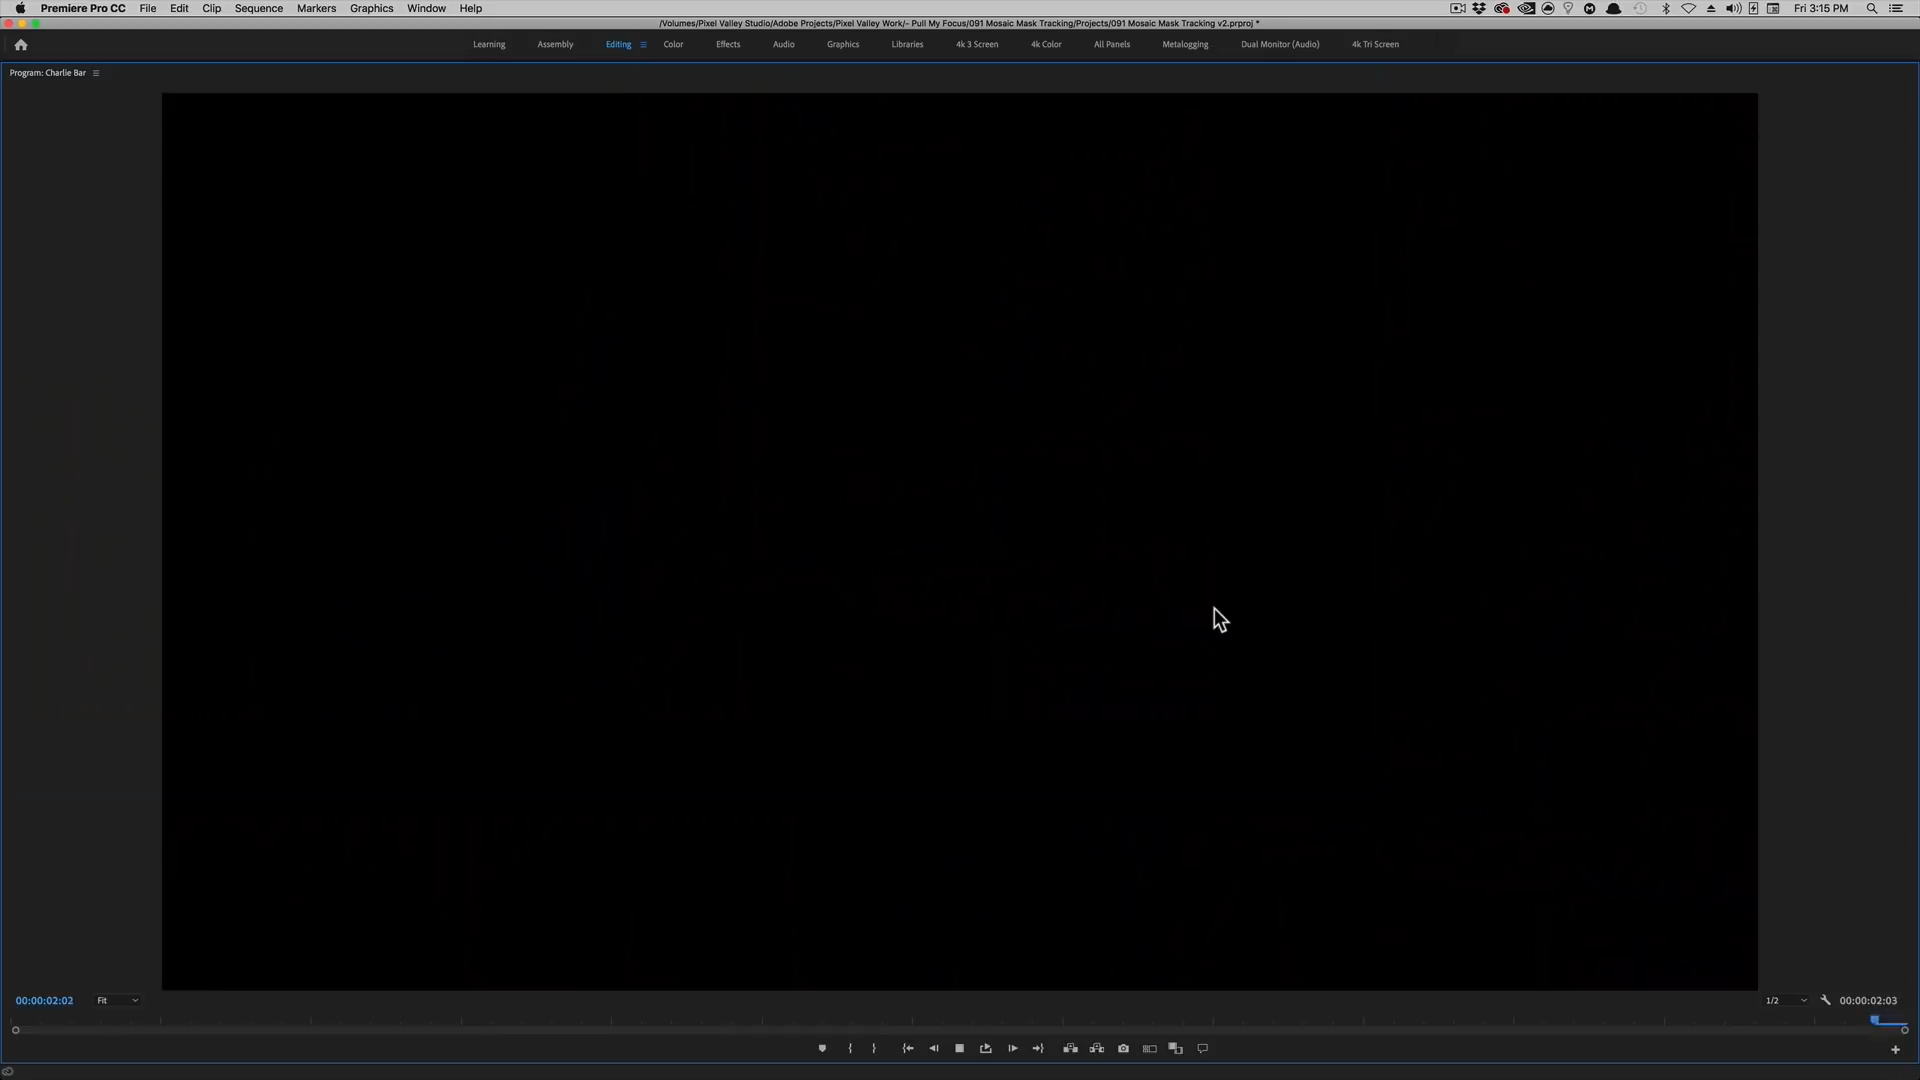 Premiere Pro CC File Edit Clip Sequence Markers Graphics Window Help Fri 3:15 PM
/Volumes/Pixel Valley Studio/Adobe Projects/Pixel Valley Work/- Pull My Focus/091 Mosaic Mask Tracking/Projects/091 Mosaic Mask Tracking v2.prproj *
Learning Assembly Editing Color Effects Audio Graphics Libraries 4k 3 Screen 4k Color All Panels Metalogging Dual Monitor (Audio) 4k Tri Screen
Program: Charlie Bar
00:00:02:02 Fit 1/2 00:00:02:03